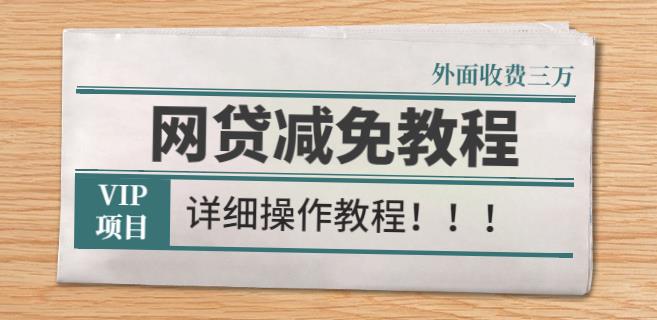 外面收费三万
网贷减免教程
VIP
项目
详细操作教程！！！